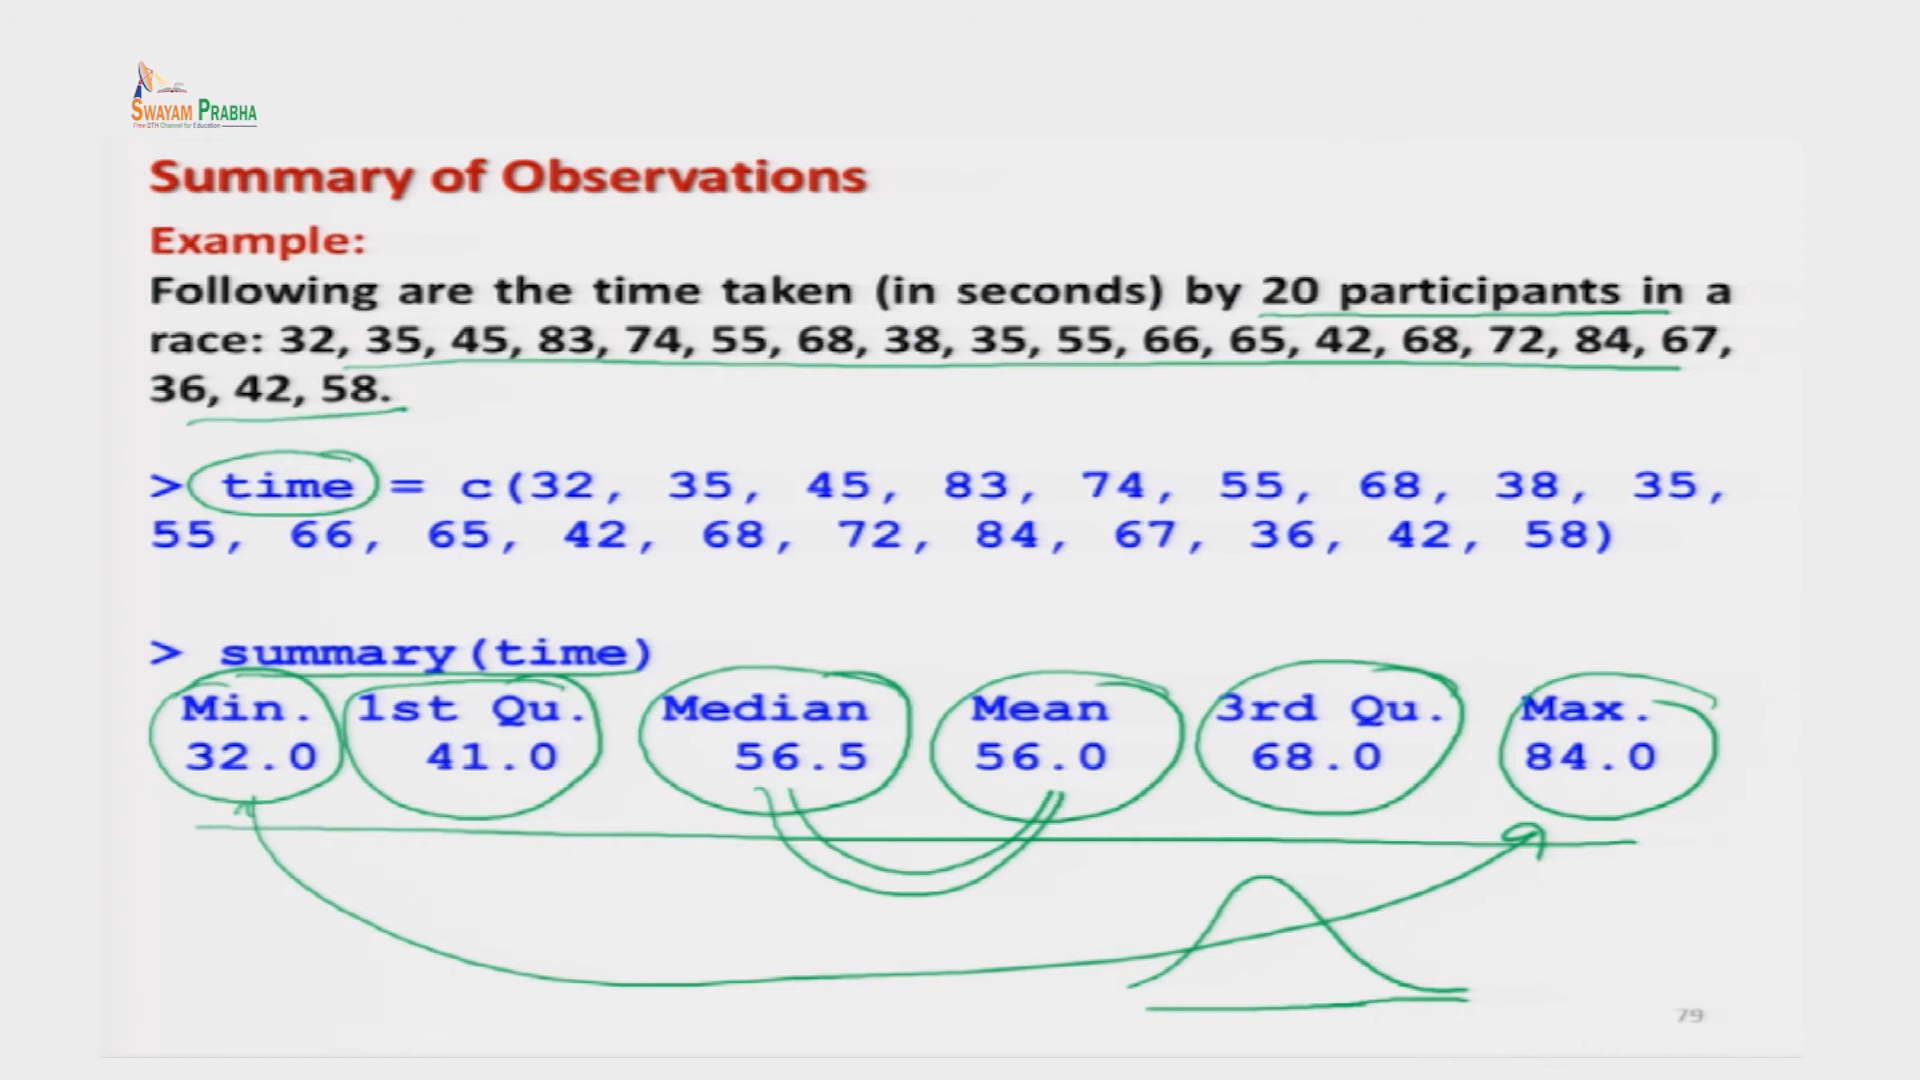 SWAYAM PRABHA
Free DTH Channel for Education
Summary of Observations
Example:
Following are the time taken (in seconds) by 20 participants in a
race: 32, 35, 45, 83, 74, 55, 68, 38, 35, 55, 66, 65, 42, 68, 72, 84, 67,
36, 42, 58.
> time = c(32, 35, 45, 83, 74, 55, 68, 38, 35,
55, 66, 65, 42, 68, 72, 84, 67, 36, 42, 58)
> summary(time)
Min. 1st Qu. Median Mean 3rd Qu. Max.
32.0 41.0 56.5 56.0 68.0 84.0
79